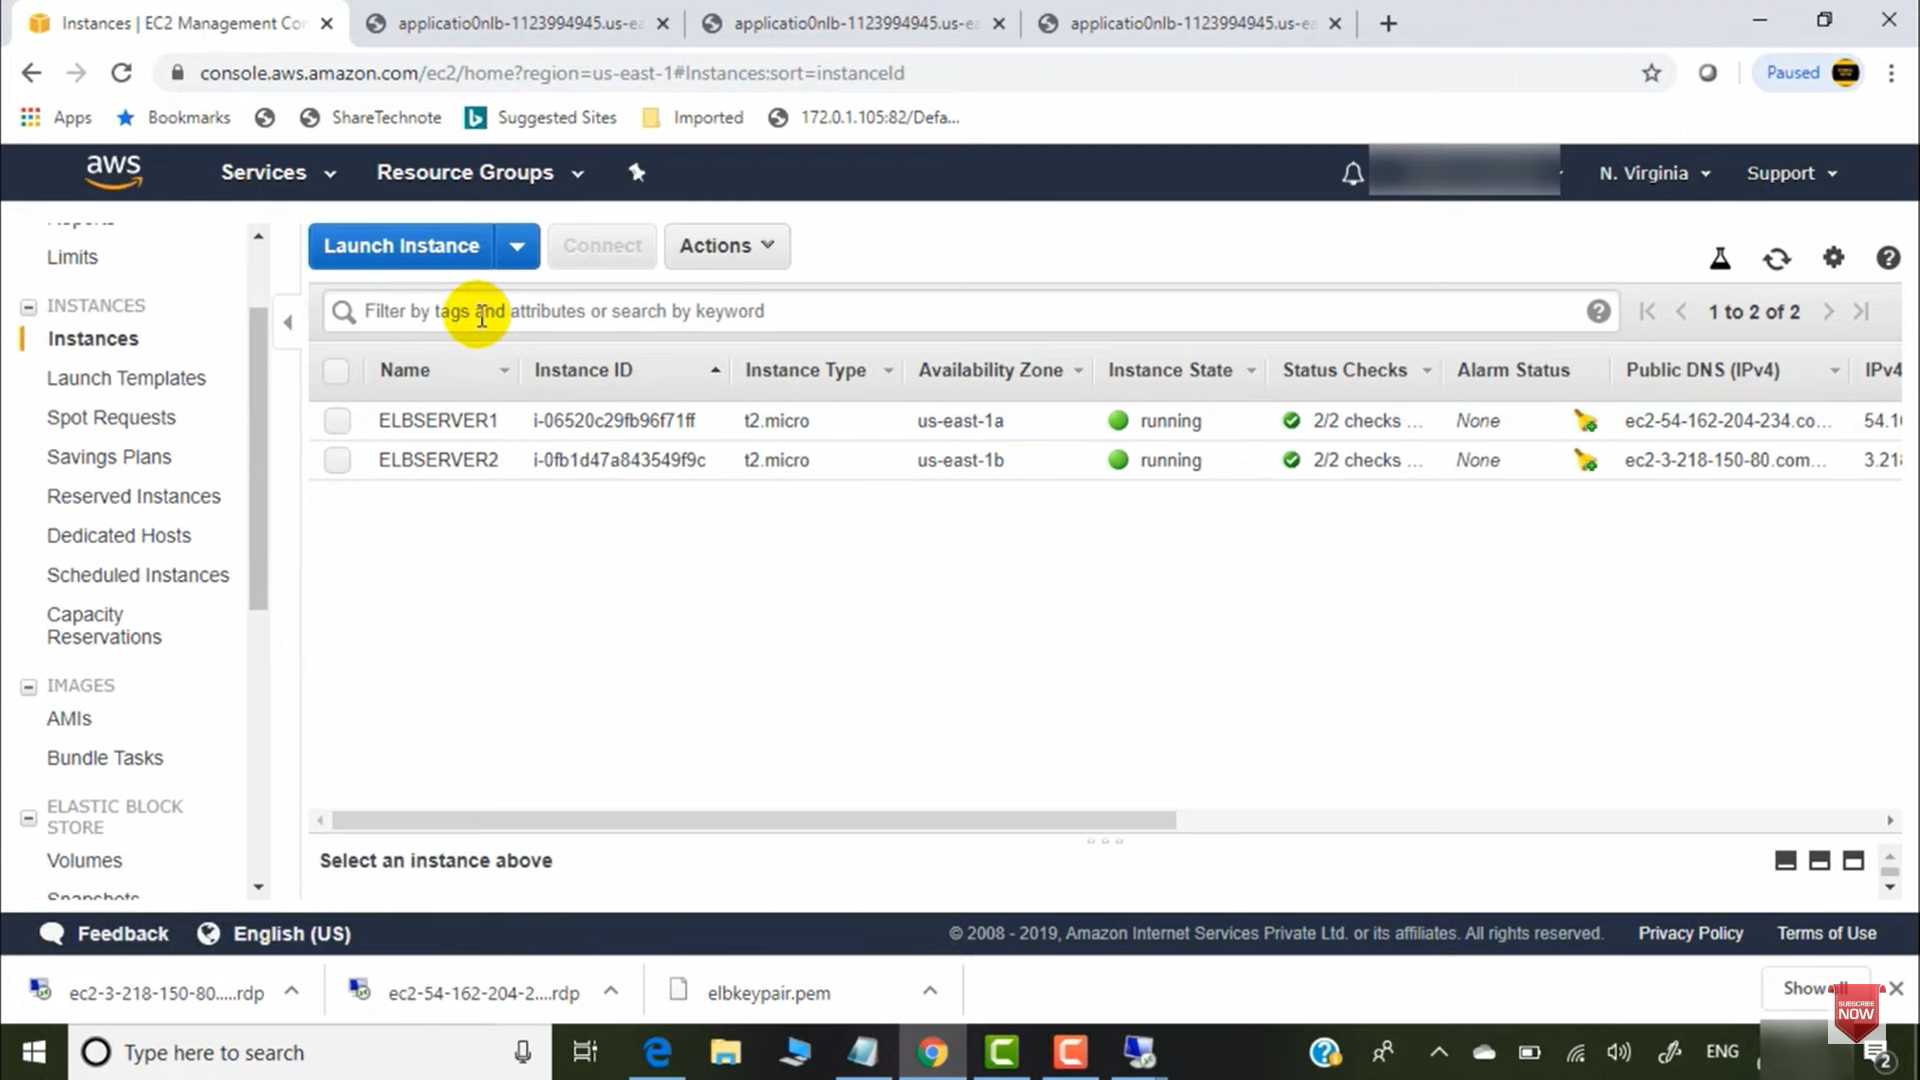 Instances | EC2 Management Con
applicatio0nlb-1123994945.us-ea
applicatio0nlb-1123994945.us-ea
applicatio0nlb-1123994945.us-ea
console.aws.amazon.com/ec2/home?region=us-east-1#Instances:sort=instanceId
Paused
Apps
Bookmarks
ShareTechnote
Suggested Sites
Imported
172.0.1.105:82/Defa...
aws
Services
Resource Groups
N. Virginia
Support
Reports
Limits
INSTANCES
Instances
Launch Templates
Spot Requests
Savings Plans
Reserved Instances
Dedicated Hosts
Scheduled Instances
Capacity
Reservations
IMAGES
AMIs
Bundle Tasks
ELASTIC BLOCK
STORE
Volumes
Snapshots
Launch Instance
Connect
Actions
Filter by tags and attributes or search by keyword
1 to 2 of 2
Name Instance ID Instance Type Availability Zone Instance State Status Checks Alarm Status Public DNS (IPv4) IPv4
ELBSERVER1 i-06520c29fb96f71ff t2.micro us-east-1a running 2/2 checks ... None ec2-54-162-204-234.co... 54.1
ELBSERVER2 i-0fb1d47a843549f9c t2.micro us-east-1b running 2/2 checks ... None ec2-3-218-150-80.com... 3.218
Select an instance above
Feedback
English (US)
© 2008 - 2019, Amazon Internet Services Private Ltd. or its affiliates. All rights reserved.
Privacy Policy
Terms of Use
ec2-3-218-150-80.....rdp
ec2-54-162-204-2....rdp
elbkeypair.pem
Show all
SUBSCRIBE
NOW
Type here to search
ENG
2